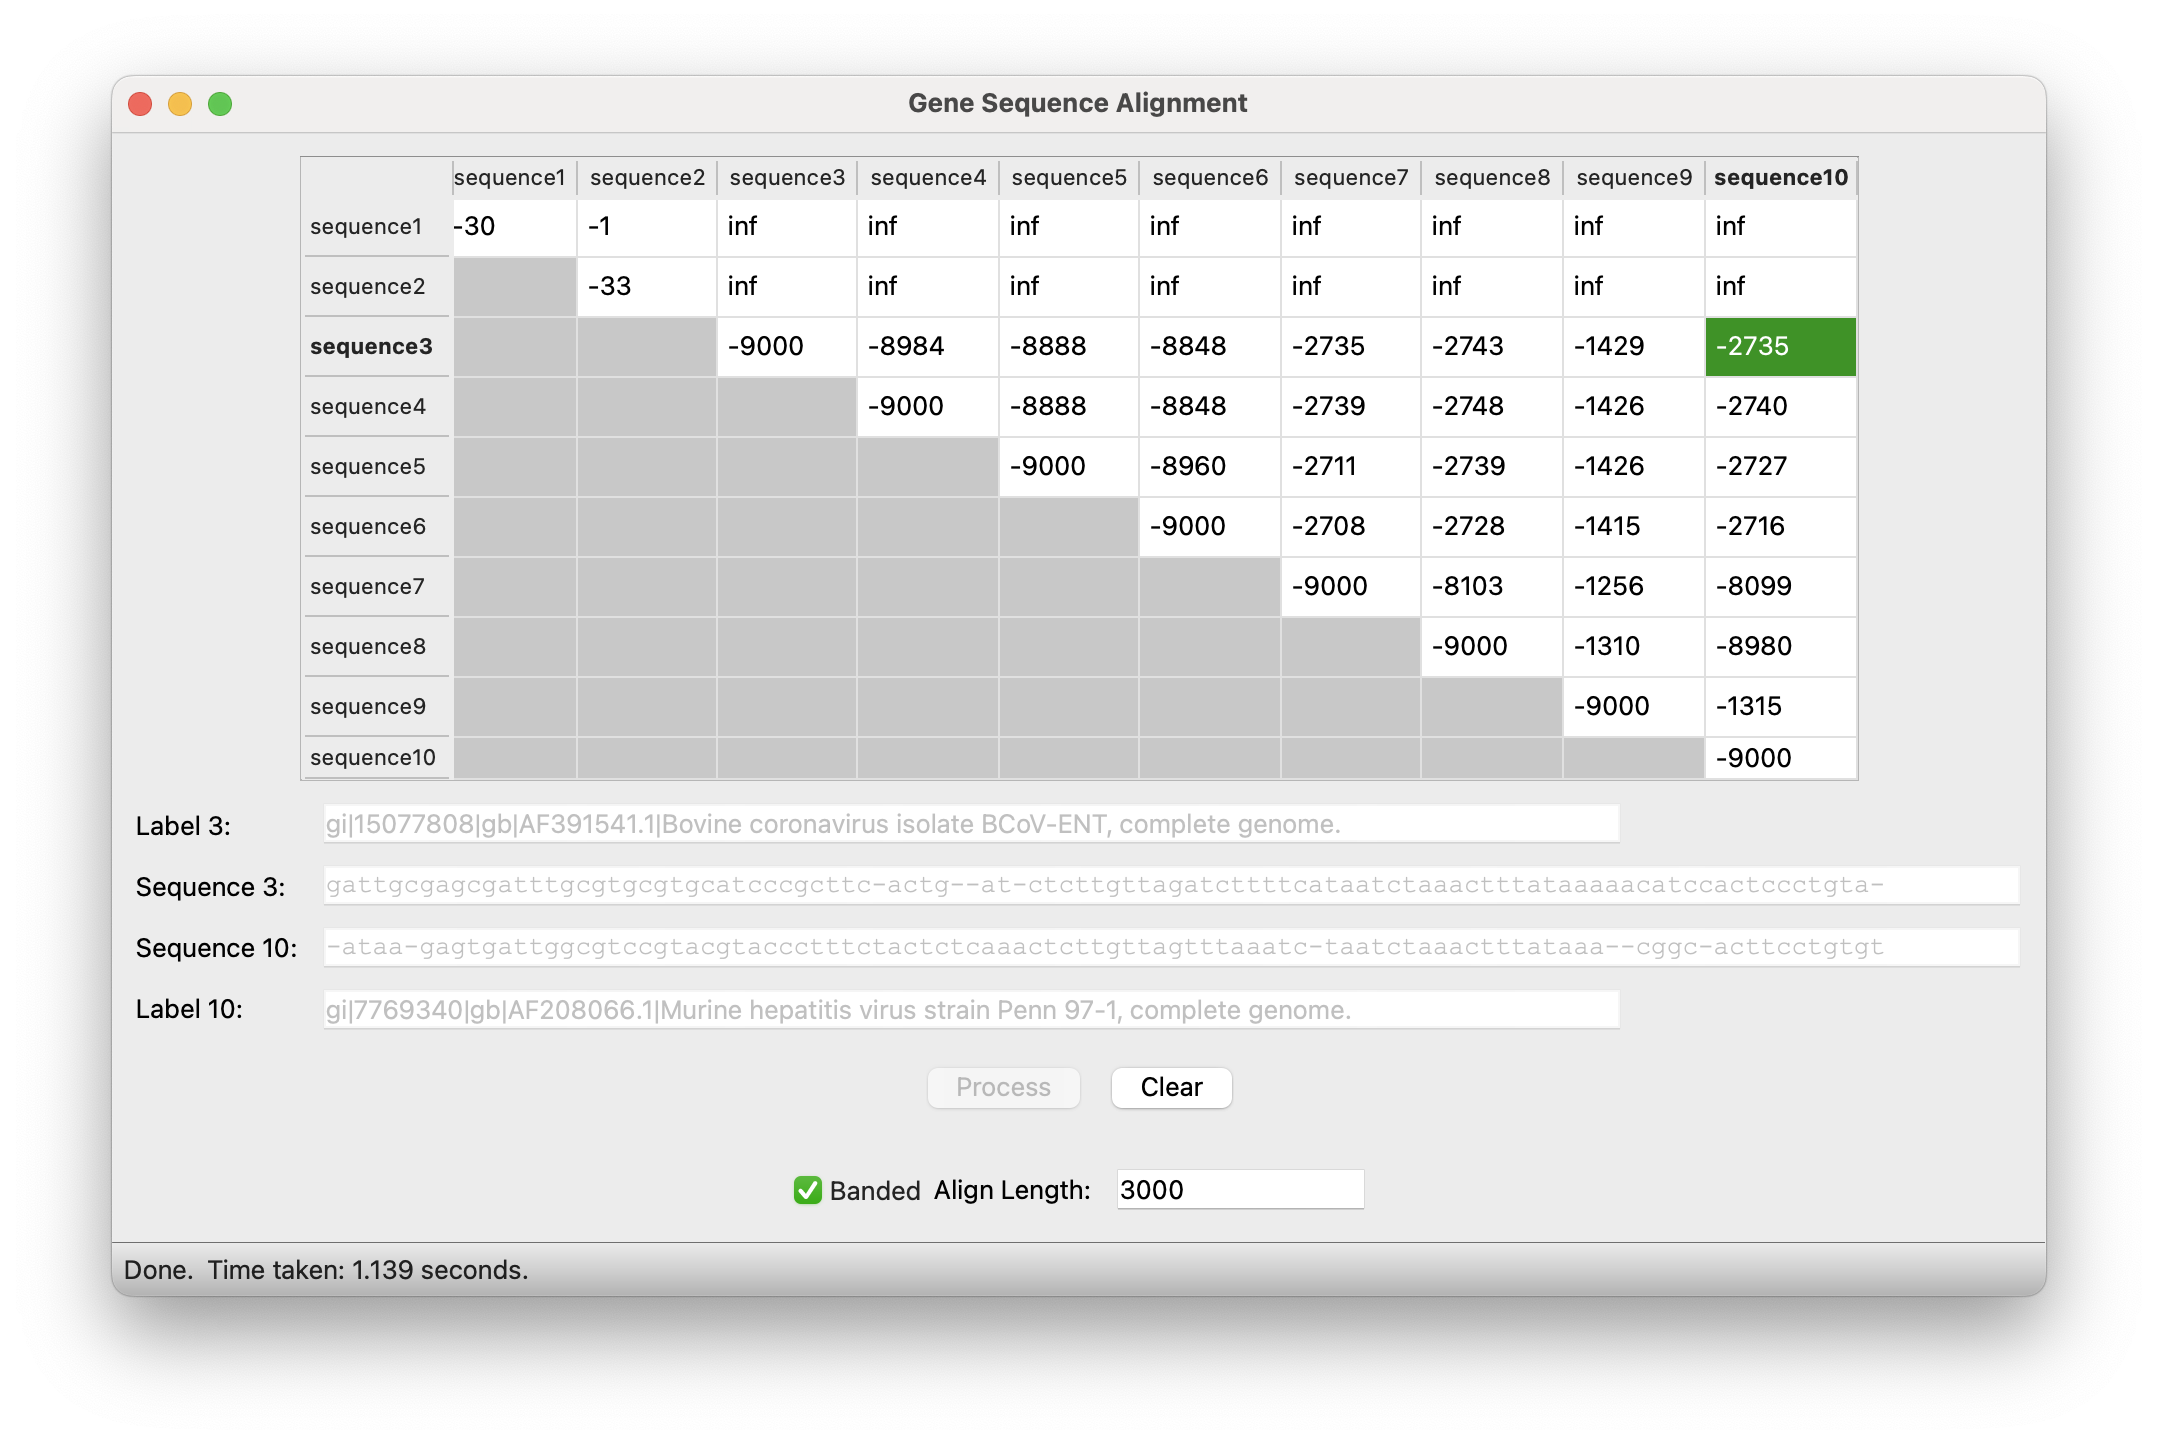 Gene Sequence Alignment
sequence1 sequence2 sequence3 sequence4 sequence5 sequence6 sequence7 sequence8 sequence9 sequence10
sequence1 -30 -1 inf inf inf inf inf inf inf inf
sequence2 -33 inf inf inf inf inf inf inf inf
sequence3 -9000 -8984 -8888 -8848 -2735 -2743 -1429 -2735
sequence4 -9000 -8888 -8848 -2739 -2748 -1426 -2740
sequence5 -9000 -8960 -2711 -2739 -1426 -2727
sequence6 -9000 -2708 -2728 -1415 -2716
sequence7 -9000 -8103 -1256 -8099
sequence8 -9000 -1310 -8980
sequence9 -9000 -1315
sequence10 -9000
Label 3: gi|15077808|gb|AF391541.1|Bovine coronavirus isolate BCoV-ENT, complete genome.
Sequence 3: gattgcgagcgatttgcgtgcgtgcatcccgcttc-actg--at-ctcttgttagatcttttcataatctaaactttataaaaacatccactccctgta-
Sequence 10: -ataa-gagtgattggcgtccgtacgtaccctttctactctcaaactcttgttagtttaaatc-taatctaaactttataaa--cggc-acttcctgtgt
Label 10: gi|7769340|gb|AF208066.1|Murine hepatitis virus strain Penn 97-1, complete genome.
Process Clear
Banded Align Length: 3000
Done. Time taken: 1.139 seconds.